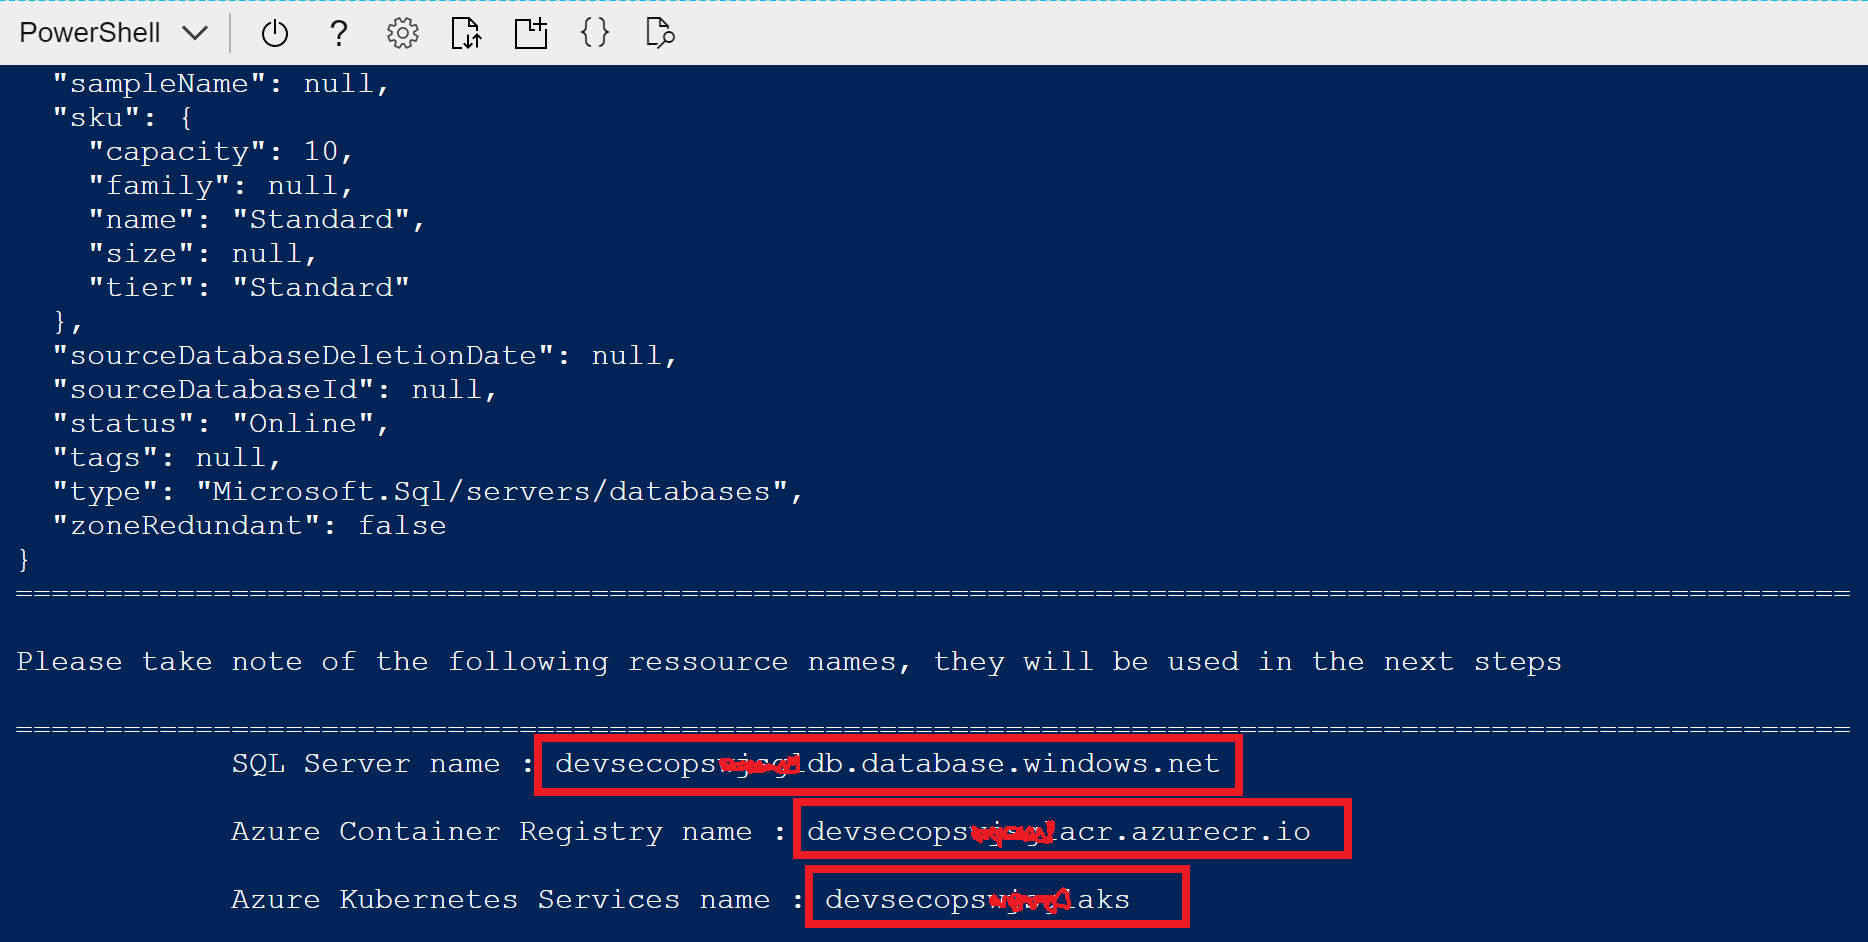 PowerShell
"sampleName": null,
"sku": {
"capacity": 10,
"family": null,
"name": "Standard",
"size": null,
"tier": "Standard"
},
"sourceDatabaseDeletionDate": null,
"sourceDatabaseId": null,
"status": "Online",
"tags": null,
"type": "Microsoft.Sql/servers/databases",
"zoneRedundant": false
}
======================================================================================================
Please take note of the following ressource names, they will be used in the next steps
======================================================================================================
SQL Server name : devsecops db.database.windows.net
Azure Container Registry name : devsecops acr.azurecr.io
Azure Kubernetes Services name : devsecops aks